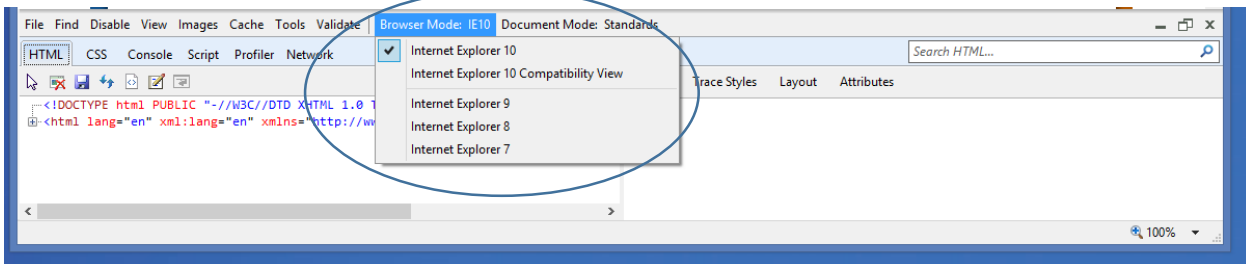 File Find Disable View Images Cache Tools Validate Browser Mode: IE10 Document Mode: Standards
HTML CSS Console Script Profiler Network
Search HTML...
Internet Explorer 10
Internet Explorer 10 Compatibility View
Trace Styles Layout Attributes
<!DOCTYPE html PUBLIC "-//W3C//DTD XHTML 1.0
<html lang="en" xml:lang="en" xmlns="http://
Internet Explorer 9
Internet Explorer 8
Internet Explorer 7
100%